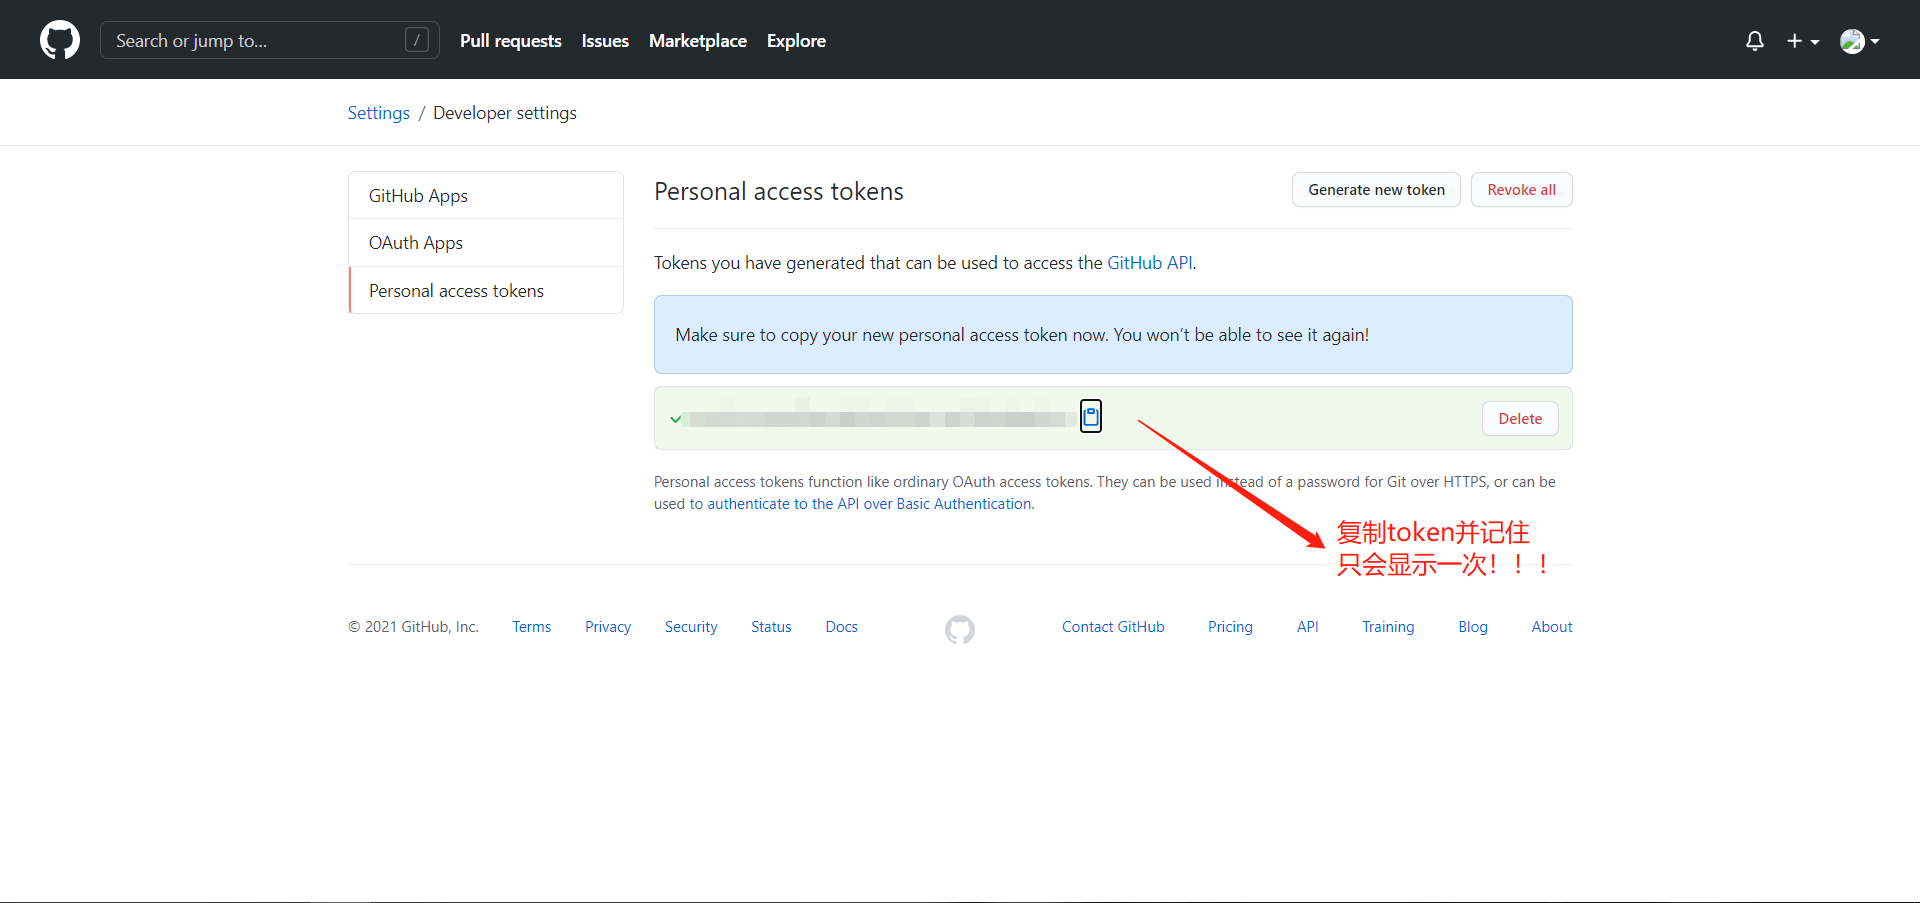 Search or jump to... /
Pull requests
Issues
Marketplace
Explore
Settings / Developer settings
GitHub Apps
OAuth Apps
Personal access tokens
Personal access tokens
Generate new token
Revoke all
Tokens you have generated that can be used to access the GitHub API.
Make sure to copy your new personal access token now. You won’t be able to see it again!
Delete
Personal access tokens function like ordinary OAuth access tokens. They can be used instead of a password for Git over HTTPS, or can be
used to authenticate to the API over Basic Authentication.
复制token并记住
只会显示一次！！！
© 2021 GitHub, Inc.
Terms
Privacy
Security
Status
Docs
Contact GitHub
Pricing
API
Training
Blog
About